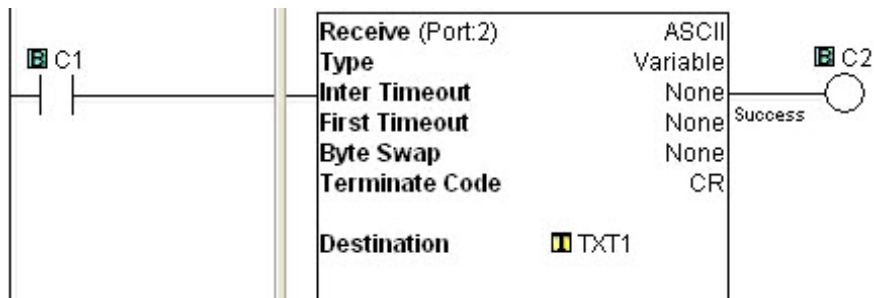 B C1
Receive (Port:2) ASCII
Type Variable
Inter Timeout None
First Timeout None
Byte Swap None
Terminate Code CR
Destination T TXT1
B C2
Success